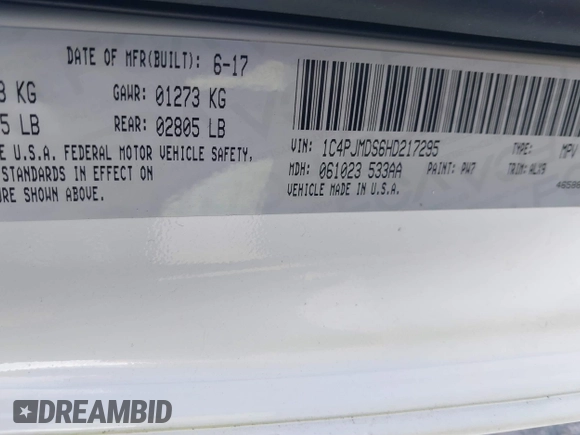 DATE OF MFR(BUILT): 6-17
KG GAWR: 01273 KG
5 LB REAR: 02805 LB
E U.S.A. FEDERAL MOTOR VEHICLE SAFETY,
STANDARDS IN EFFECT ON
URE SHOWN ABOVE.
VIN: 1C4PJMDS6HD217295 TYPE: MPV
MDH: 061023 533AA PAINT: PW7 TRIM: ALX9
VEHICLE MADE IN U.S.A.
DREAMBID